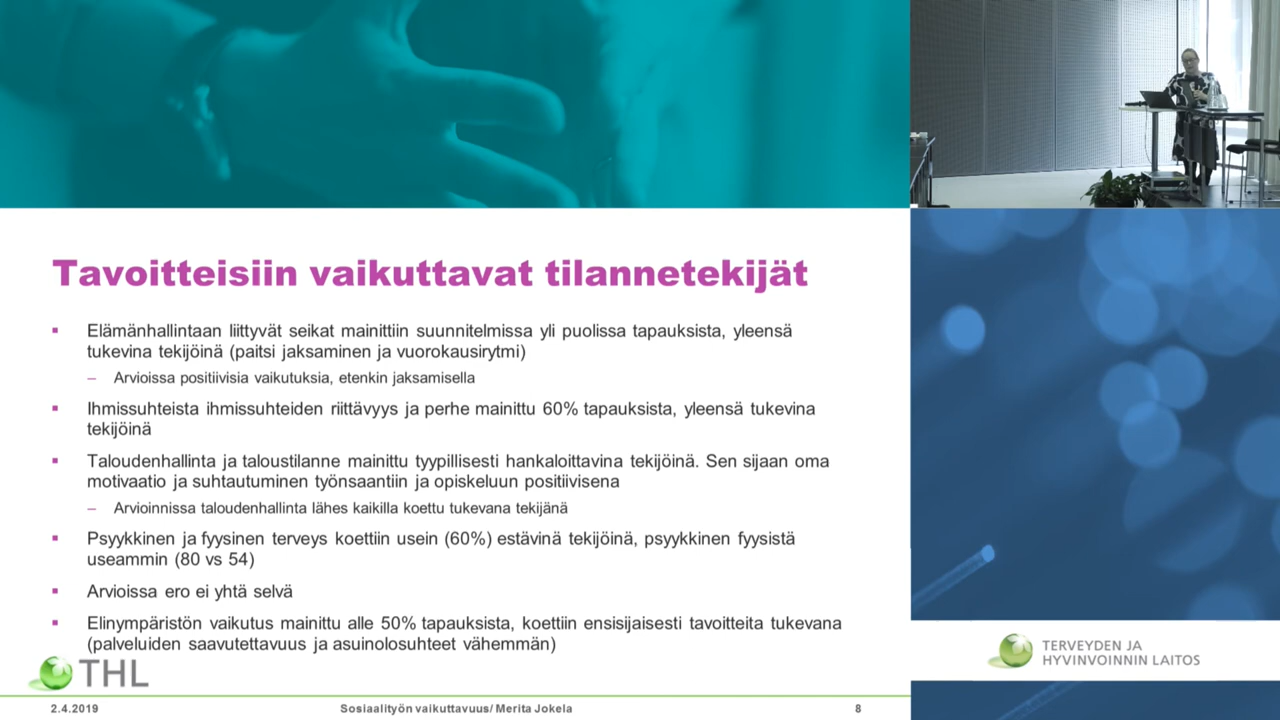 Tavoitteisiin vaikuttavat tilannetekijät
▪ Elämänhallintaan liittyvät seikat mainittiin suunnitelmissa yli puolissa tapauksista, yleensä
tukevina tekijöinä (paitsi jaksaminen ja vuorokausirytmi)
– Arvioissa positiivisia vaikutuksia, etenkin jaksamisella
▪ Ihmissuhteista ihmissuhteiden riittävyys ja perhe mainittu 60% tapauksista, yleensä tukevina
tekijöinä
▪ Taloudenhallinta ja taloustilanne mainittu tyypillisesti hankaloittavina tekijöinä. Sen sijaan oma
motivaatio ja suhtautuminen työnsaantiin ja opiskeluun positiivisena
– Arvioinnissa taloudenhallinta lähes kaikilla koettu tukevana tekijänä
▪ Psyykkinen ja fyysinen terveys koettiin usein (60%) estävinä tekijöinä, psyykkinen fyysistä
useammin (80 vs 54)
▪ Arvioissa ero ei yhtä selvä
▪ Elinympäristön vaikutus mainittu alle 50% tapauksista, koettiin ensisijaisesti tavoitteita tukevana
(palveluiden saavutettavuus ja asuinolosuhteet vähemmän)
THL
2.4.2019 Sosiaalityön vaikuttavuus/ Merita Jokela 8
TERVEYDEN JA
HYVINVOINNIN LAITOS